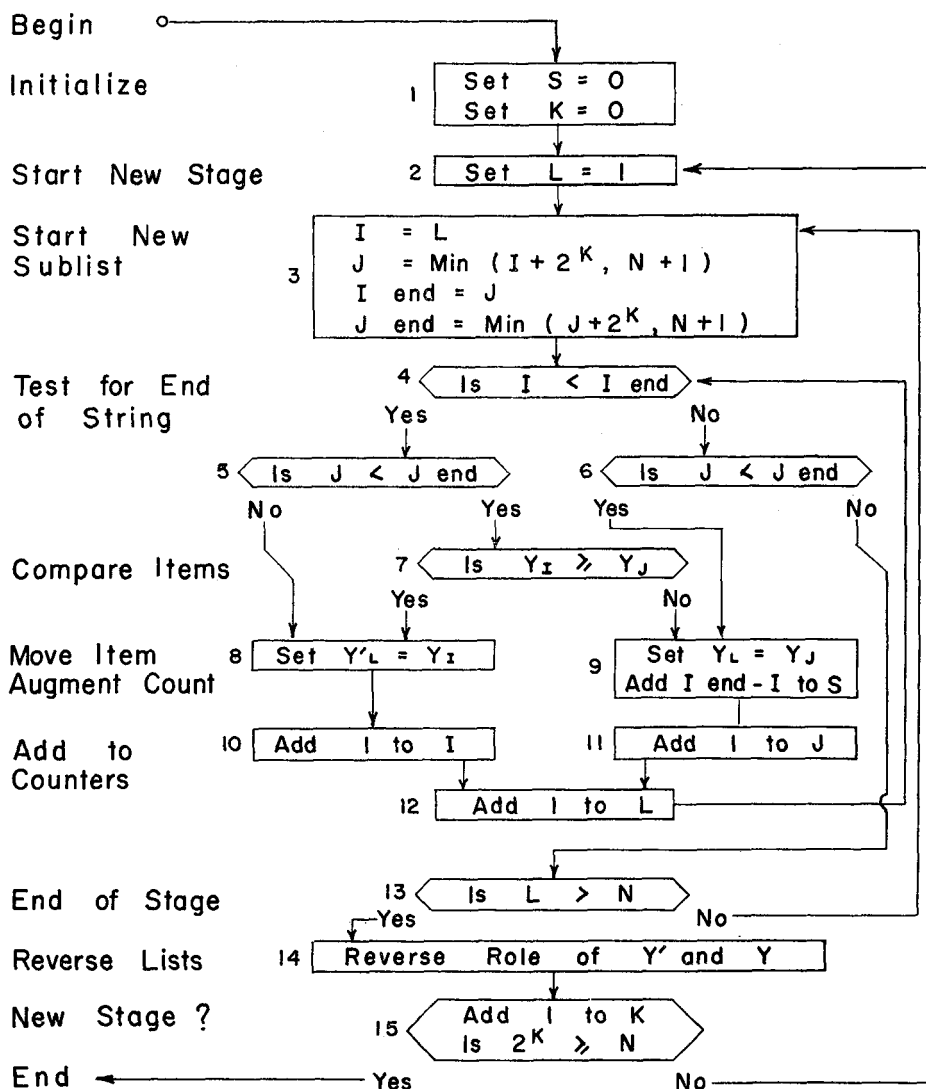 Begin
Initialize
1
Set S = 0
Set K = 0
Start New Stage
2
Set L = 1
Start New
Sublist
3
I = L
J = Min (I + 2^K, N + 1)
I end = J
J end = Min (J + 2^K, N + 1)
Test for End
of String
4
Is I < I end
Yes
No
5
Is J < J end
6
Is J < J end
No
Yes
Yes
No
Compare Items
7
Is Y_I ⩾ Y_J
Yes
No
Move Item
Augment Count
8
Set Y'_L = Y_I
9
Set Y_L = Y_J
Add I end - I to S
Add to
Counters
10
Add 1 to I
11
Add 1 to J
12
Add 1 to L
End of Stage
13
Is L > N
Yes
No
Reverse Lists
14
Reverse Role of Y' and Y
New Stage ?
15
Add 1 to K
Is 2^K ⩾ N
End
Yes
No